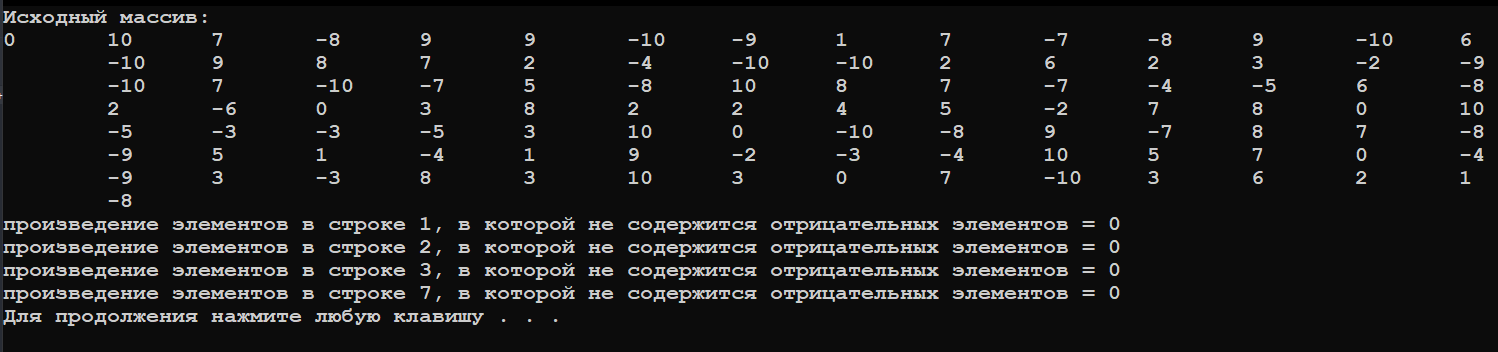 Исходный массив:
0 10 7 -8 9 9 -10 -9 1 7 -7 -8 9 -10 6
-10 9 8 7 2 -4 -10 -10 2 6 2 3 -2 -9
-10 7 -10 -7 5 -8 10 8 7 -7 -4 -5 6 -8
2 -6 0 3 8 2 2 4 5 -2 7 8 0 10
-5 -3 -3 -5 3 10 0 -10 -8 9 -7 8 7 -8
-9 5 1 -4 1 9 -2 -3 -4 10 5 7 0 -4
-9 3 -3 8 3 10 3 0 7 -10 3 6 2 1
-8
произведение элементов в строке 1, в которой не содержится отрицательных элементов = 0
произведение элементов в строке 2, в которой не содержится отрицательных элементов = 0
произведение элементов в строке 3, в которой не содержится отрицательных элементов = 0
произведение элементов в строке 7, в которой не содержится отрицательных элементов = 0
Для продолжения нажмите любую клавишу . . .